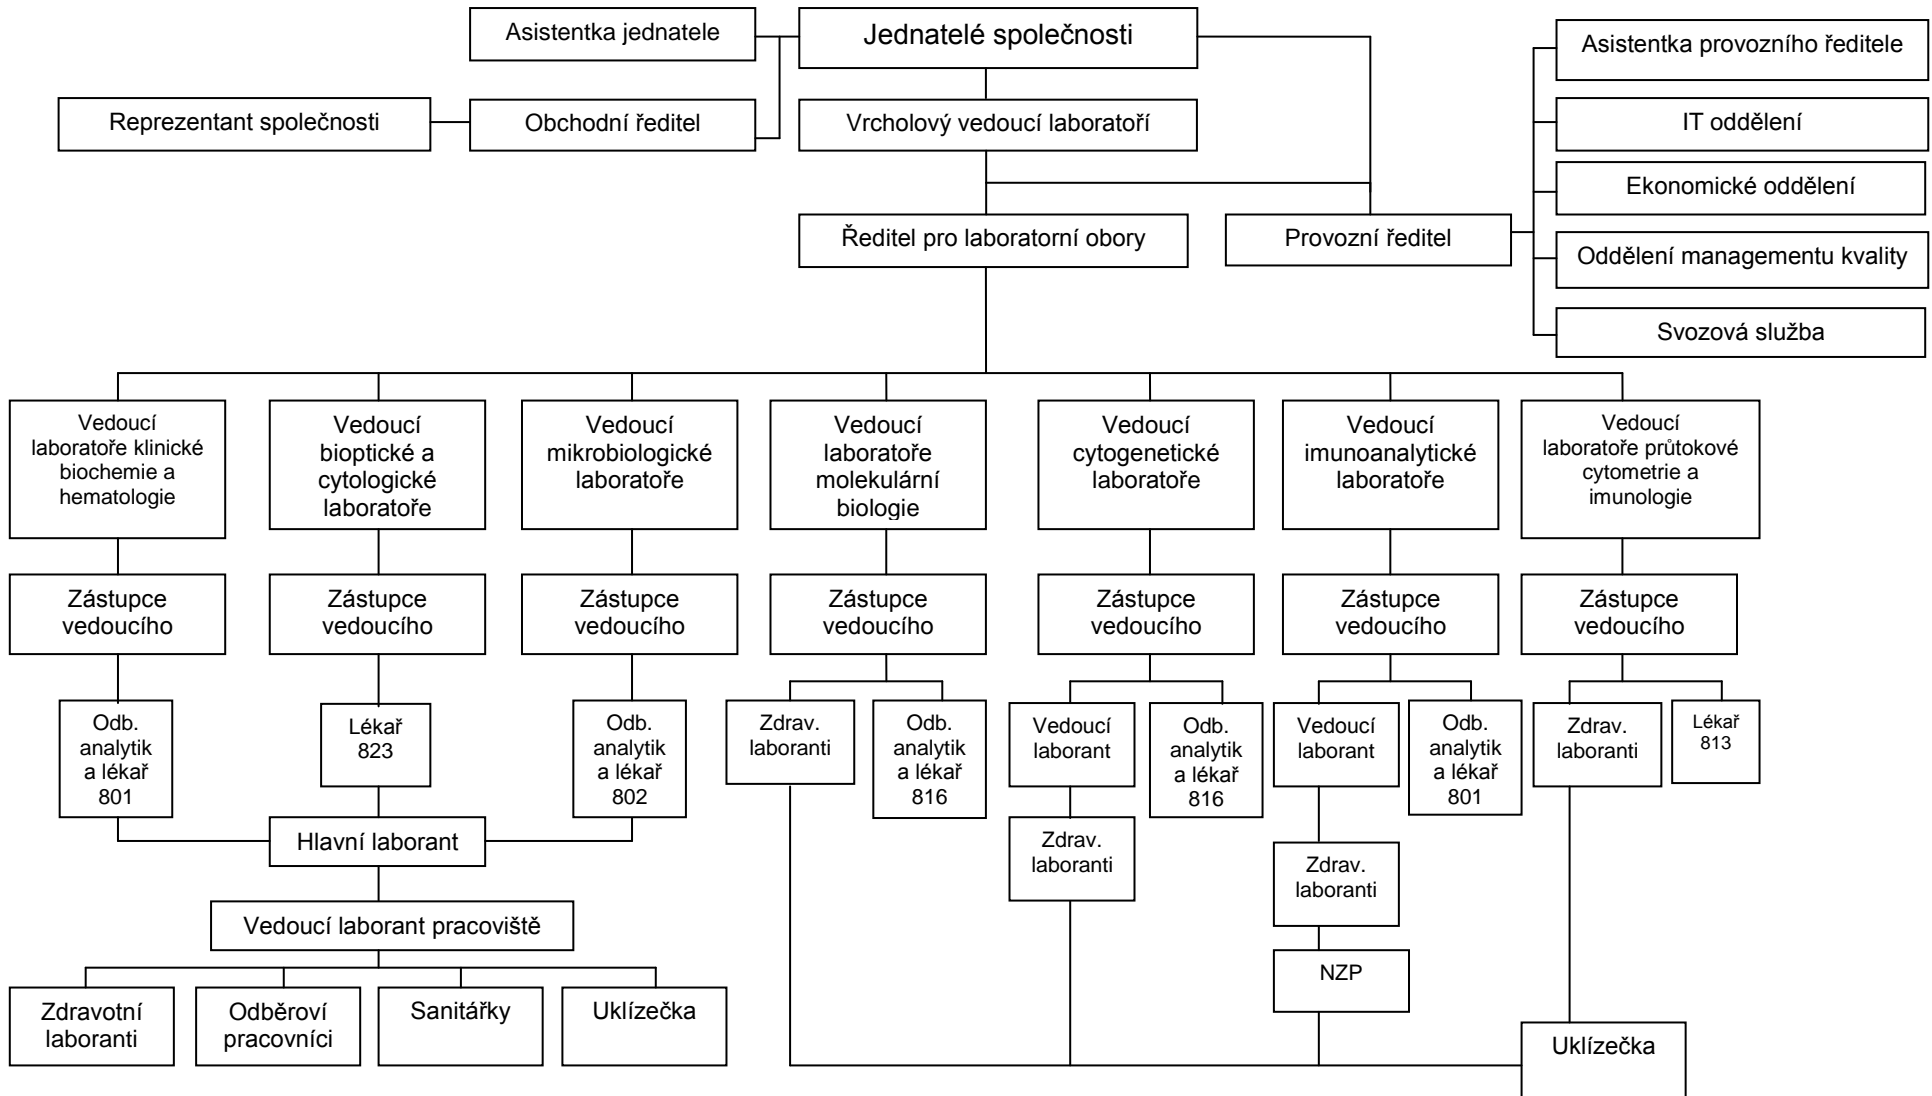 Asistentka jednatele
Jednatelé společnosti
Asistentka provozního ředitele
Reprezentant společnosti
Obchodní ředitel
Vrcholový vedoucí laboratoří
IT oddělení
Ekonomické oddělení
Ředitel pro laboratorní obory
Provozní ředitel
Oddělení managementu kvality
Svozová služba
Vedoucí
laboratoře klinické
biochemie a
hematologie
Vedoucí
bioptické a
cytologické
laboratoře
Vedoucí
mikrobiologické
laboratoře
Vedoucí
laboratoře
molekulární
biologie
Vedoucí
cytogenetické
laboratoře
Vedoucí
imunoanalytické
laboratoře
Vedoucí
laboratoře průtokové
cytometrie a
imunologie
Zástupce
vedoucího
Zástupce
vedoucího
Zástupce
vedoucího
Zástupce
vedoucího
Zástupce
vedoucího
Zástupce
vedoucího
Zástupce
vedoucího
Odb.
analytik
a lékař
801
Lékař
823
Odb.
analytik
a lékař
802
Zdrav.
laboranti
Odb.
analytik
a lékař
816
Vedoucí
laborant
Odb.
analytik
a lékař
816
Vedoucí
laborant
Odb.
analytik
a lékař
801
Zdrav.
laboranti
Lékař
813
Hlavní laborant
Zdrav.
laboranti
Zdrav.
laboranti
Vedoucí laborant pracoviště
NZP
Zdravotní
laboranti
Odběroví
pracovníci
Sanitářky
Uklízečka
Uklízečka